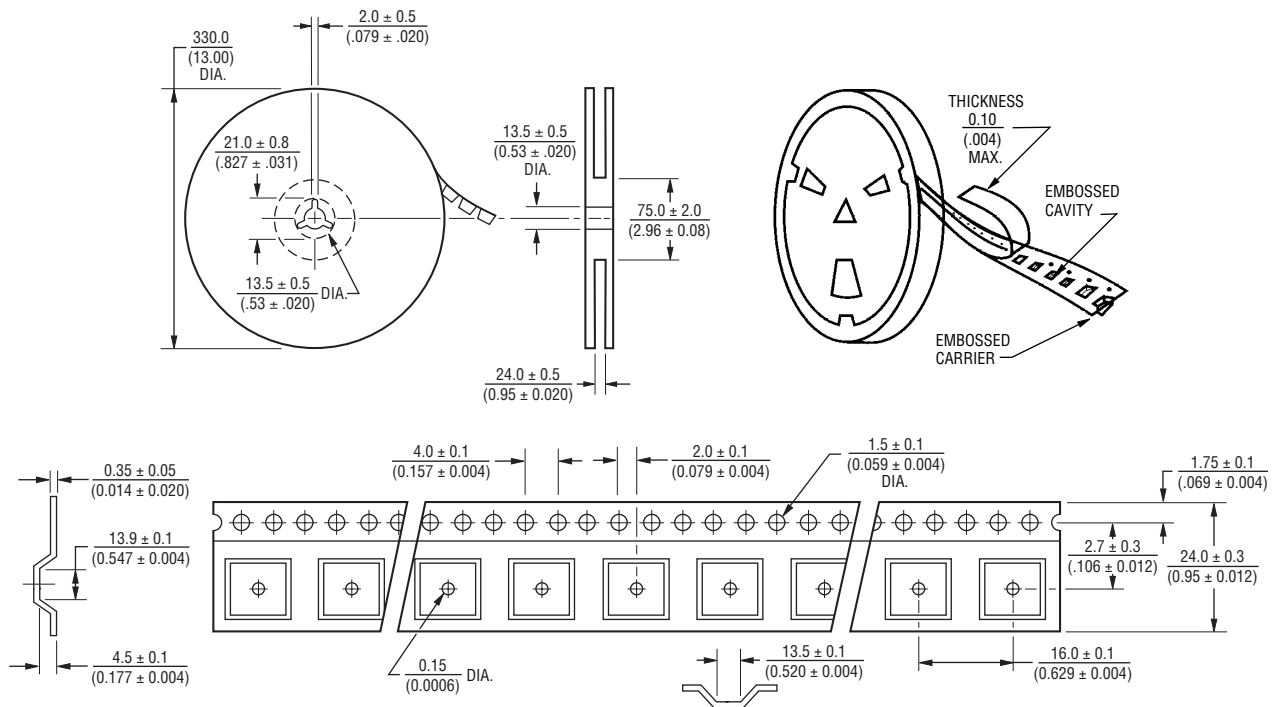 2.0 ± 0.5
(.079 ± .020)
330.0
(13.00)
DIA.
21.0 ± 0.8
(.827 ± .031)
13.5 ± 0.5
(.53 ± .020)
DIA.
13.5 ± 0.5
(0.53 ± .020)
DIA.
75.0 ± 2.0
(2.96 ± 0.08)
24.0 ± 0.5
(0.95 ± 0.020)
THICKNESS
0.10
(.004)
MAX.
EMBOSSED
CAVITY
EMBOSSED
CARRIER
0.35 ± 0.05
(0.014 ± 0.020)
13.9 ± 0.1
(0.547 ± 0.004)
4.5 ± 0.1
(0.177 ± 0.004)
4.0 ± 0.1
(0.157 ± 0.004)
2.0 ± 0.1
(0.079 ± 0.004)
1.5 ± 0.1
(0.059 ± 0.004)
DIA.
1.75 ± 0.1
(.069 ± 0.004)
2.7 ± 0.3
(.106 ± 0.012)
24.0 ± 0.3
(0.95 ± 0.012)
0.15
(0.0006)
DIA.
13.5 ± 0.1
(0.520 ± 0.004)
16.0 ± 0.1
(0.629 ± 0.004)